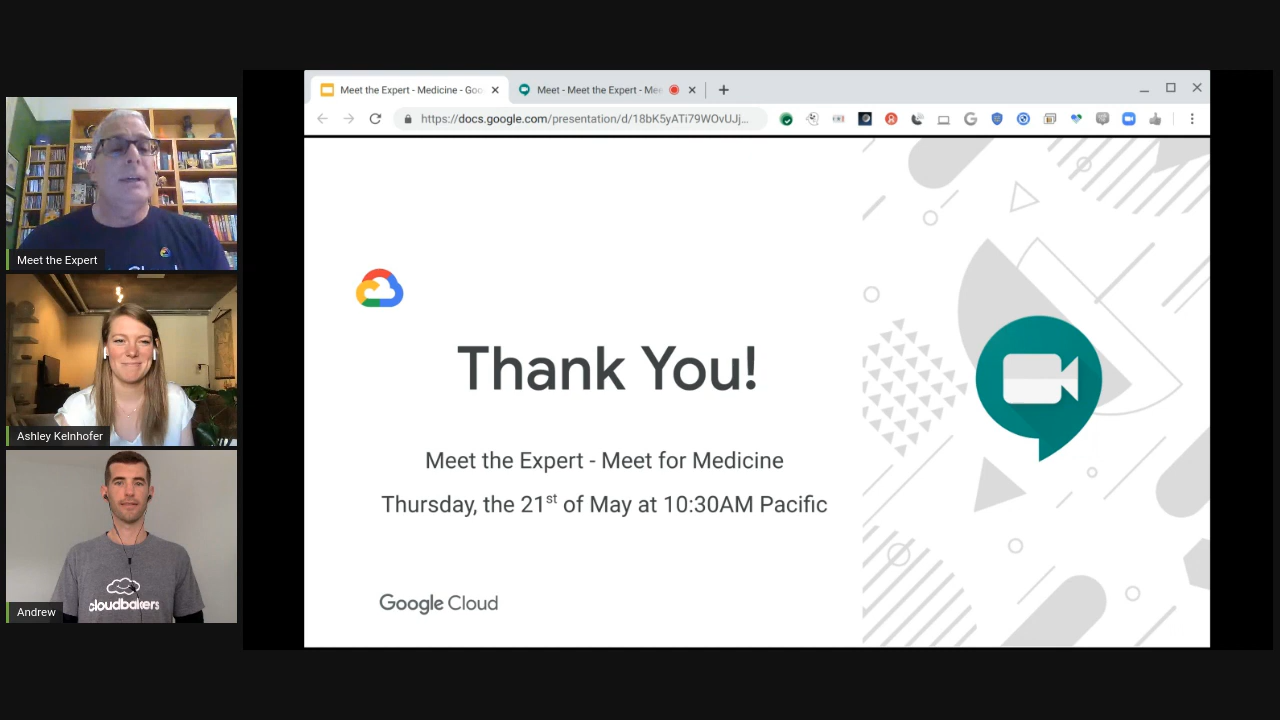 Meet the Expert - Medicine - Goo
Meet - Meet the Expert - Mee
https://docs.google.com/presentation/d/18bK5yATi79WOvUJj...
Meet the Expert
Ashley Kelnhofer
cloudbakers
Andrew
Thank You!
Meet the Expert - Meet for Medicine
Thursday, the 21st of May at 10:30AM Pacific
Google Cloud